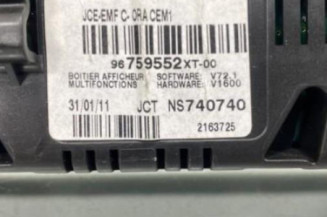 JCE-EMF C- 0RA CEM1
96759552XT-00
BOITIER AFFICHEUR SOFTWARE: V72.1
MULTIFONCTIONS HARDWARE: V1600
31/01/11 JCT NS740740
2163725